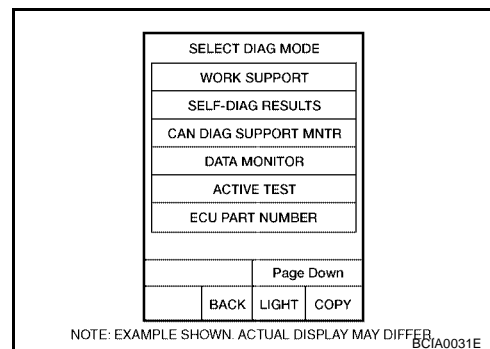 SELECT DIAG MODE
WORK SUPPORT
SELF-DIAG RESULTS
CAN DIAG SUPPORT MNTR
DATA MONITOR
ACTIVE TEST
ECU PART NUMBER
Page Down
BACK LIGHT COPY
NOTE: EXAMPLE SHOWN. ACTUAL DISPLAY MAY DIFFER.
BCIA0031E